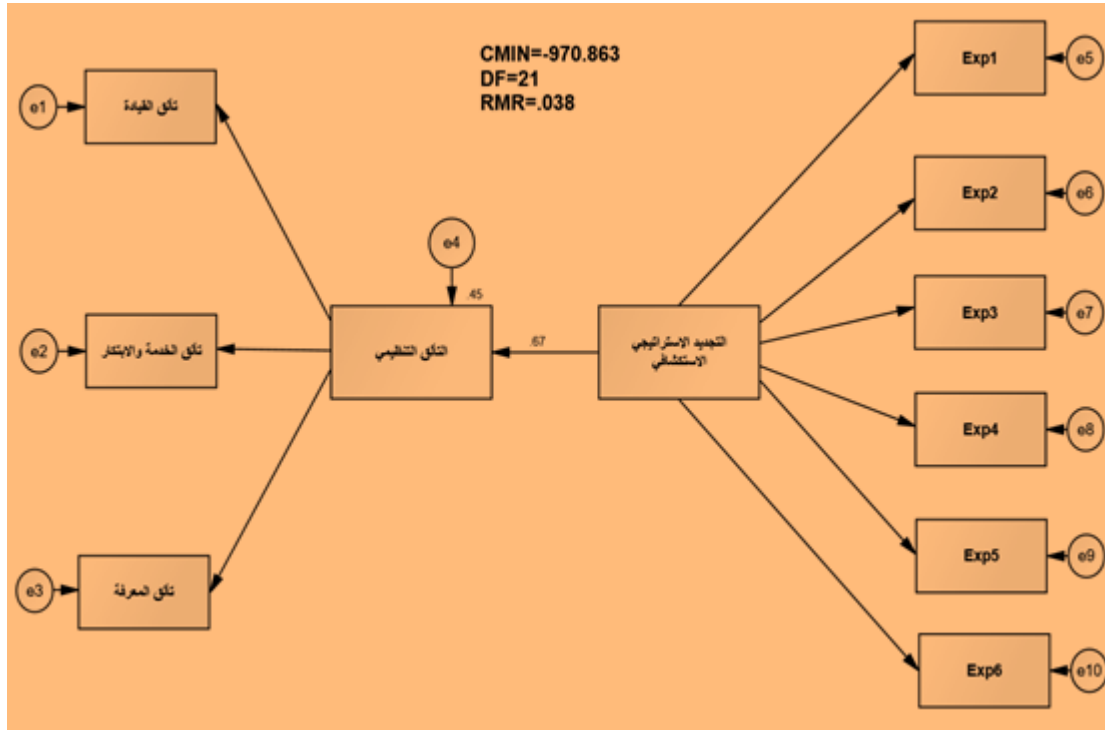 CMIN=-970.863
DF=21
RMR=.038
e1
تألق القيادة
e2
تألق الخدمة والابتكار
e3
تألق المعرفة
e4
.45
التألق التنظيمي
.67
التجديد الاستراتيجي
الاستكشافي
Exp1
e5
Exp2
e6
Exp3
e7
Exp4
e8
Exp5
e9
Exp6
e10